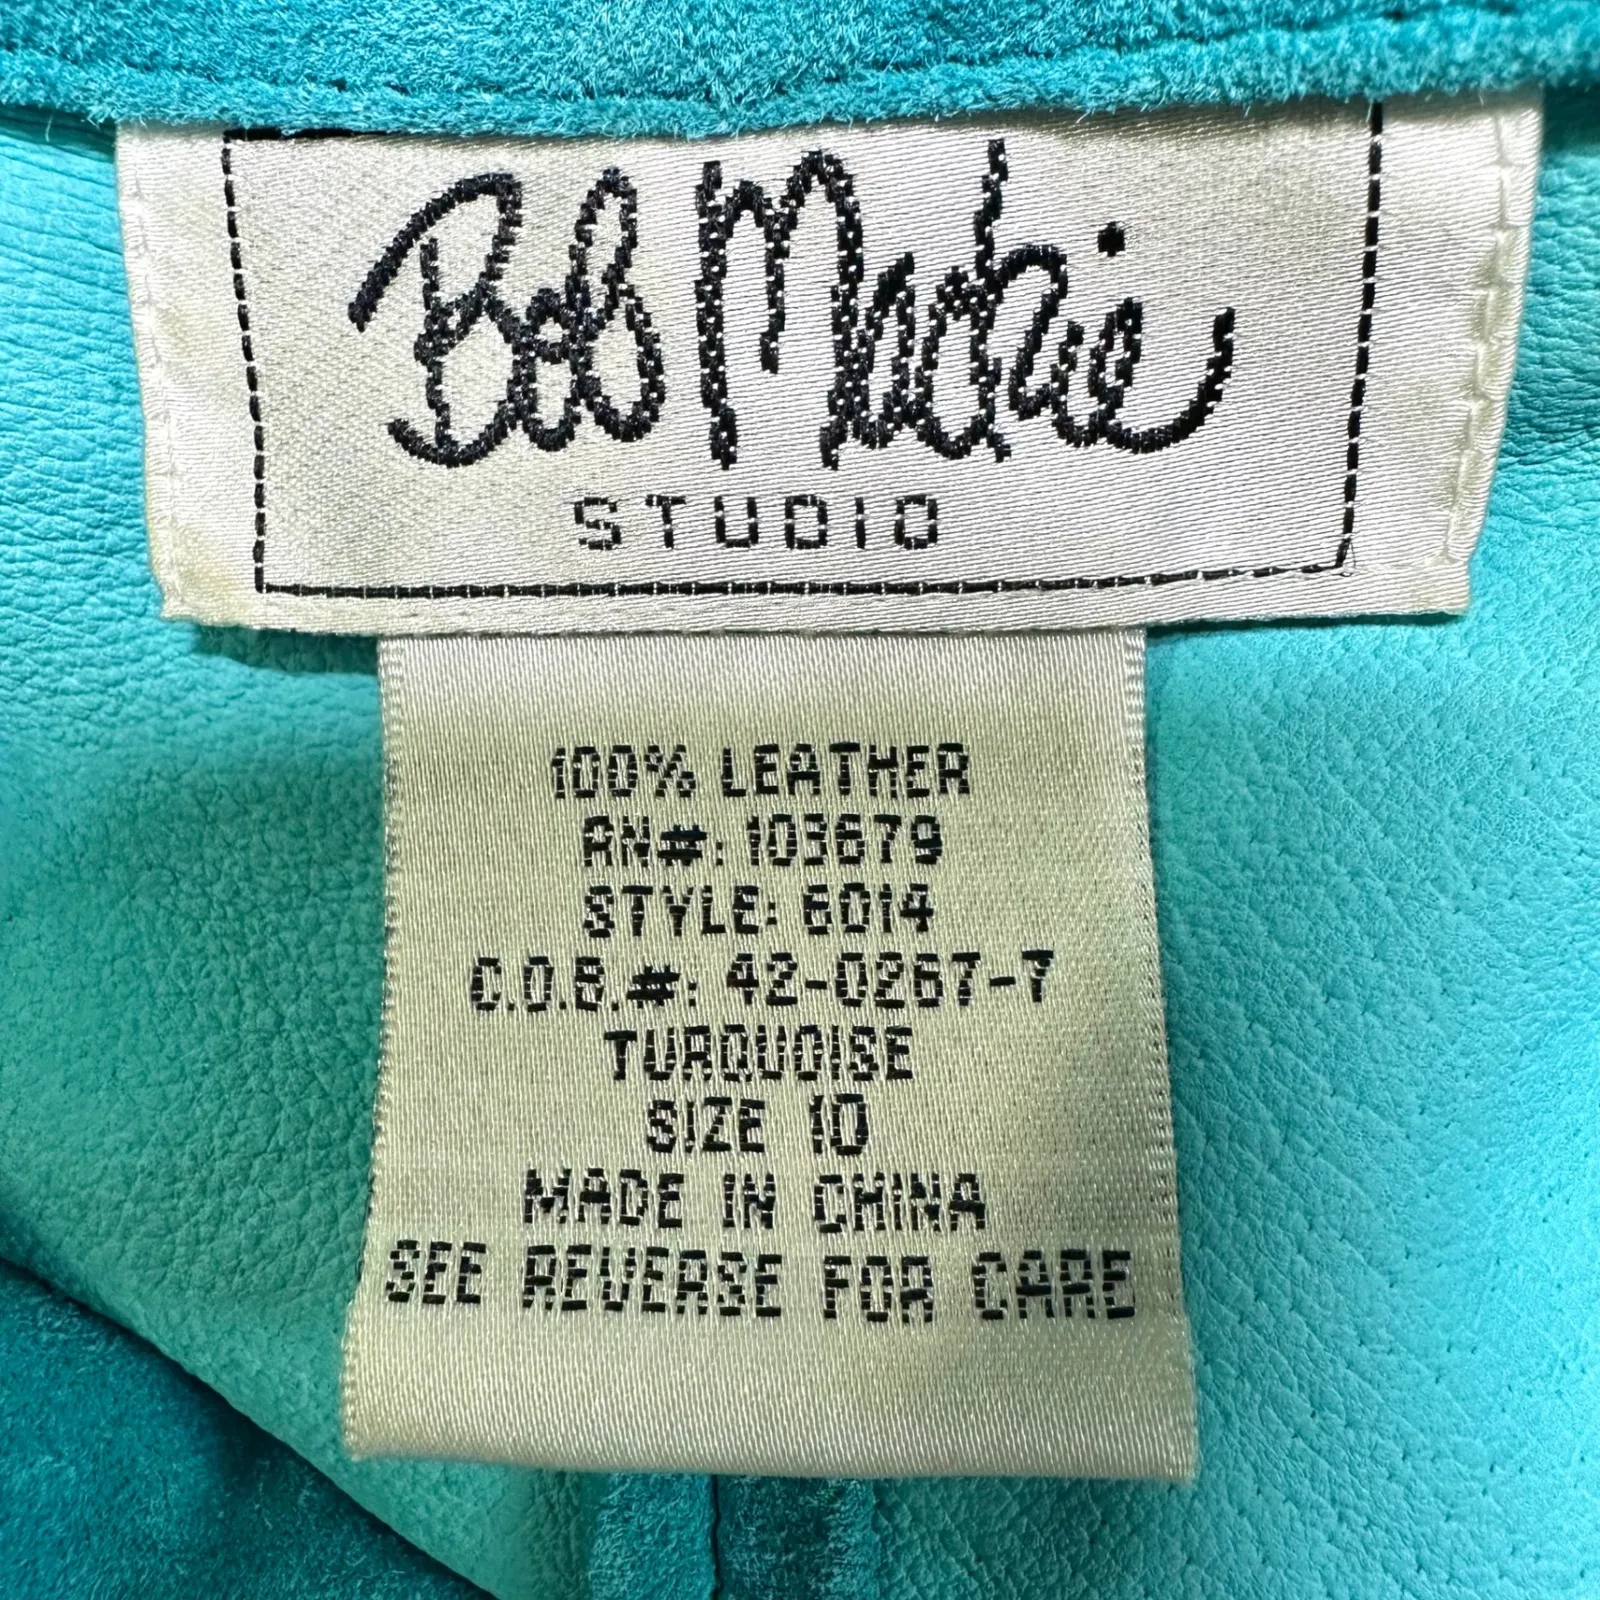 Bob Mackie
STUDIO
100% LEATHER
RN#: 103679
STYLE: 6014
C.O.B.#: 42-0267-7
TURQUOISE
SIZE 10
MADE IN CHINA
SEE REVERSE FOR CARE